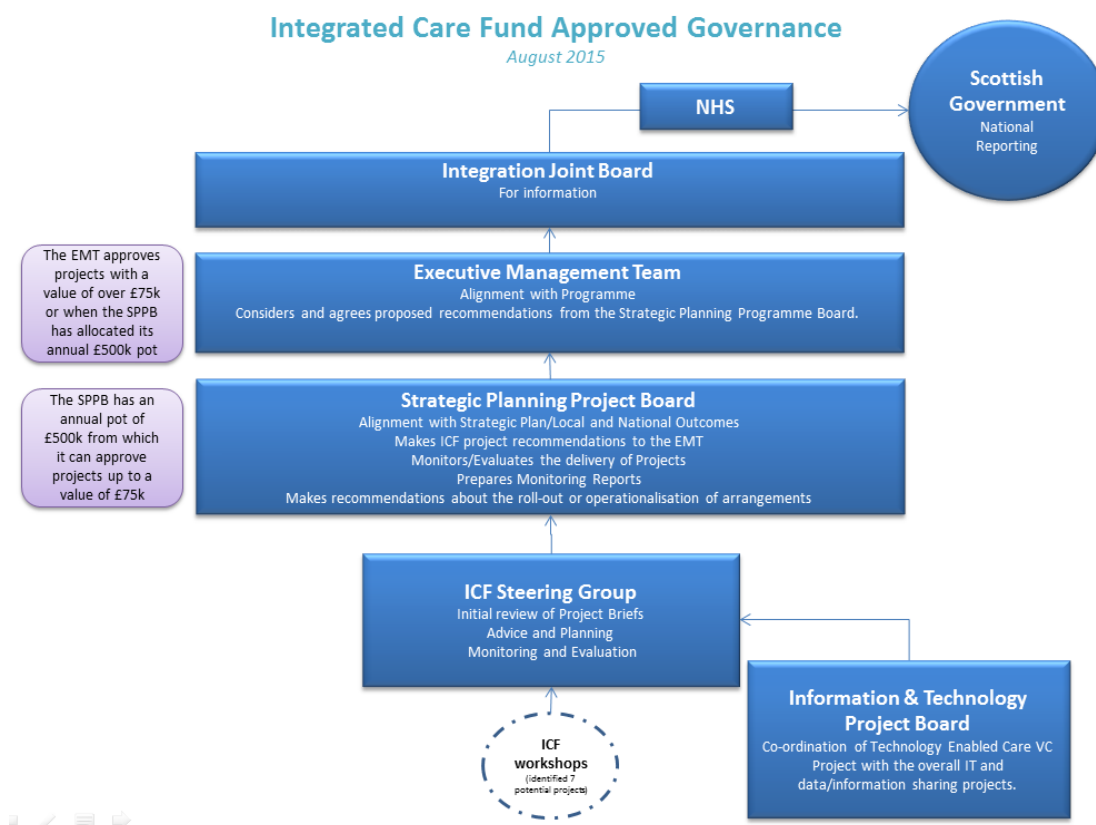 Integrated Care Fund Approved Governance
August 2015
NHS
Scottish
Government
National
Reporting
Integration Joint Board
For information
The EMT approves
projects with a
value of over £75k
or when the SPPB
has allocated its
annual £500k pot
Executive Management Team
Alignment with Programme
Considers and agrees proposed recommendations from the Strategic Planning Programme Board.
The SPPB has an
annual pot of
£500k from which
it can approve
projects up to a
value of £75k
Strategic Planning Project Board
Alignment with Strategic Plan/Local and National Outcomes
Makes ICF project recommendations to the EMT
Monitors/Evaluates the delivery of Projects
Prepares Monitoring Reports
Makes recommendations about the roll-out or operationalisation of arrangements
ICF Steering Group
Initial review of Project Briefs
Advice and Planning
Monitoring and Evaluation
Information & Technology
Project Board
Co-ordination of Technology Enabled Care VC
Project with the overall IT and
data/information sharing projects.
ICF
workshops
(identified 7
potential projects)